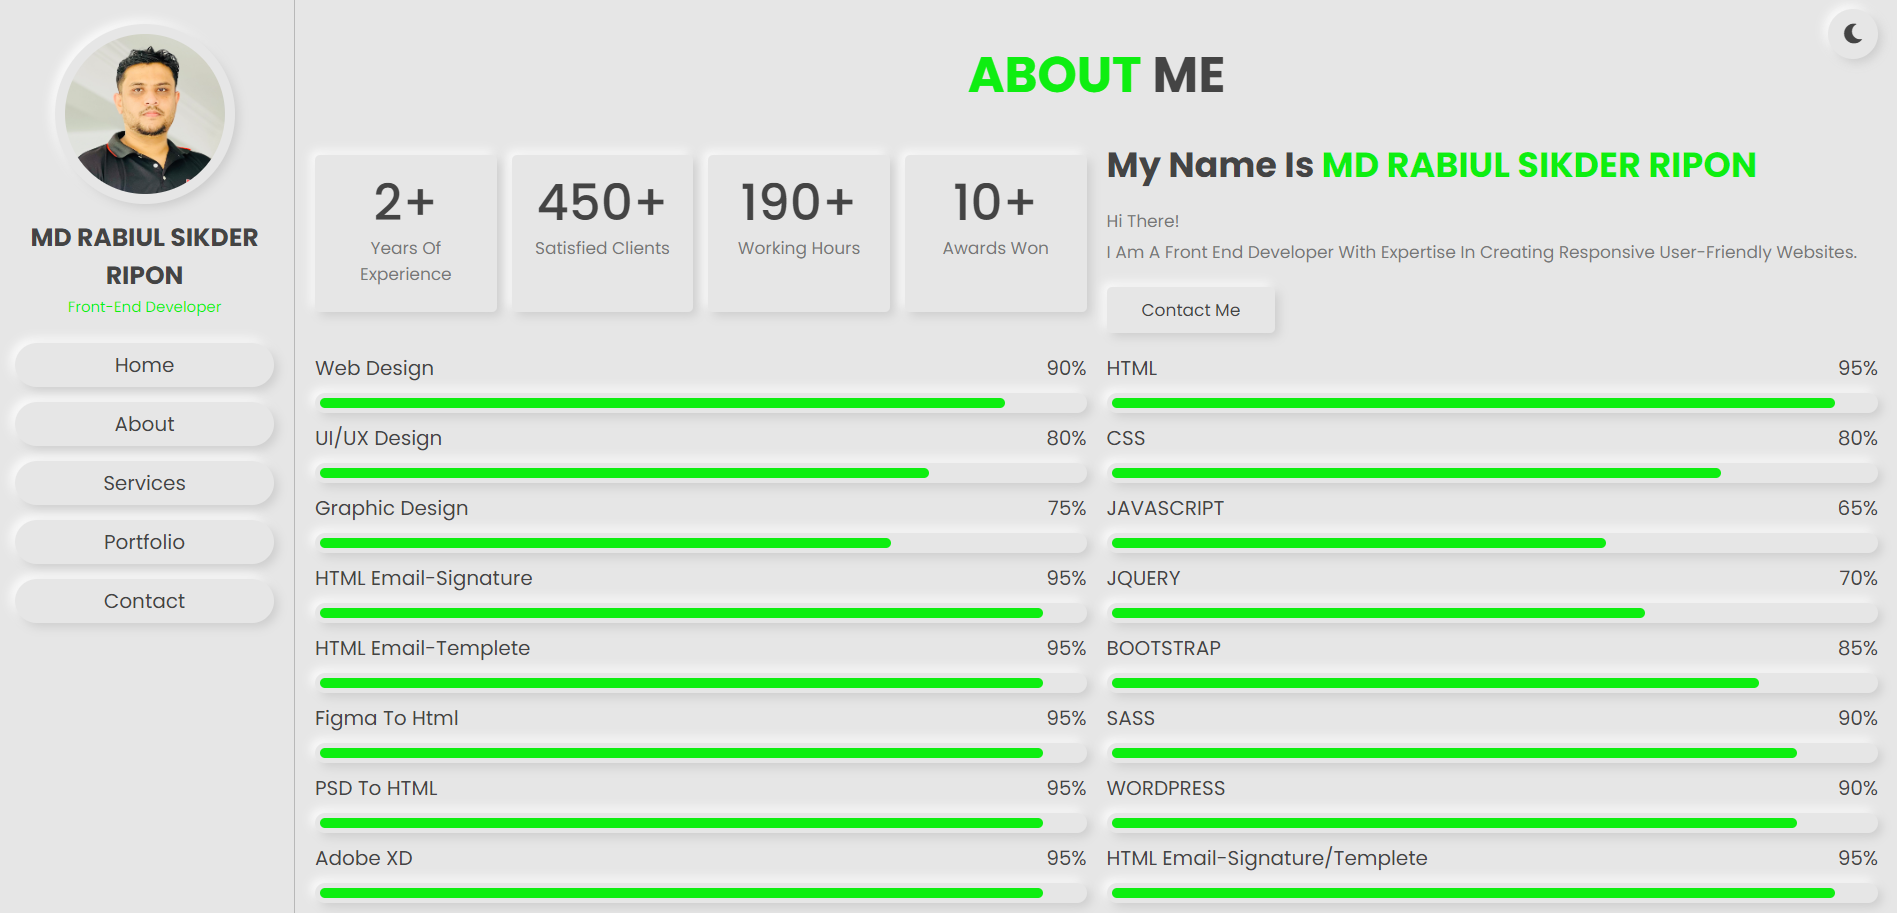 MD RABIUL SIKDER
RIPON
Front-End Developer
Home
About
Services
Portfolio
Contact
ABOUT ME
2+
Years Of
Experience
450+
Satisfied Clients
190+
Working Hours
10+
Awards Won
My Name Is MD RABIUL SIKDER RIPON
Hi There!
I Am A Front End Developer With Expertise In Creating Responsive User-Friendly Websites.
Contact Me
Web Design 90%
UI/UX Design 80%
Graphic Design 75%
HTML Email-Signature 95%
HTML Email-Templete 95%
Figma To Html 95%
PSD To HTML 95%
Adobe XD 95%
HTML 95%
CSS 80%
JAVASCRIPT 65%
JQUERY 70%
BOOTSTRAP 85%
SASS 90%
WORDPRESS 90%
HTML Email-Signature/Templete 95%